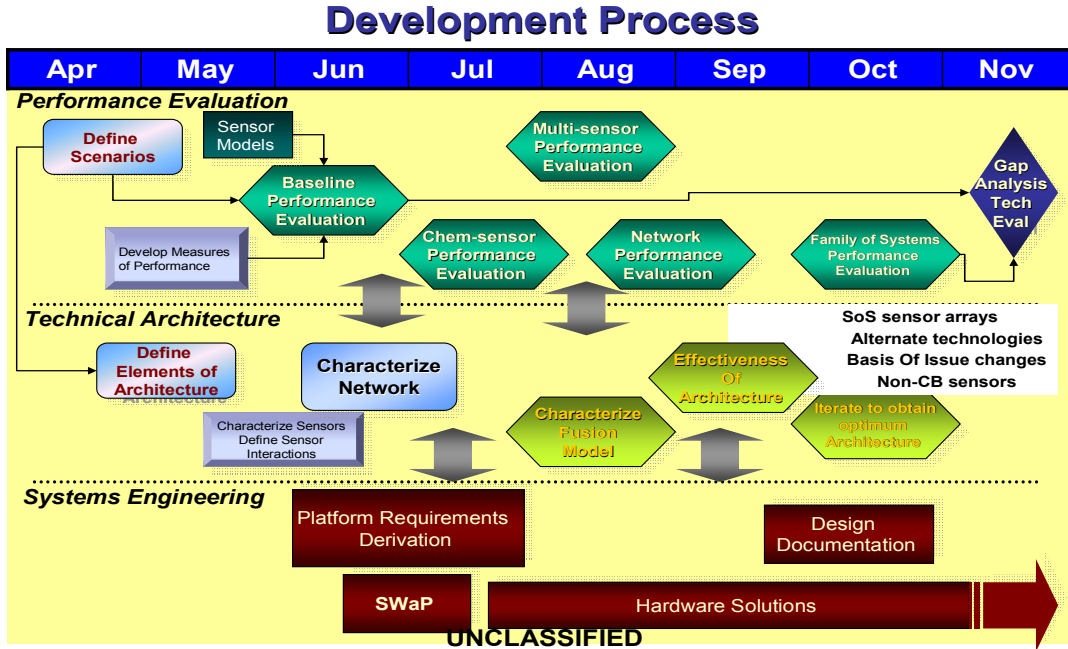 Development Process
Apr May Jun Jul Aug Sep Oct Nov
Performance Evaluation
Define
Scenarios
Sensor
Models
Baseline
Performance
Evaluation
Multi-sensor
Performance
Evaluation
Gap
Analysis
Tech
Eval
Develop Measures
of Performance
Chem-sensor
Performance
Evaluation
Network
Performance
Evaluation
Family of Systems
Performance
Evaluation
Technical Architecture
SoS sensor arrays
Alternate technologies
Basis Of Issue changes
Non-CB sensors
Define
Elements of
Architecture
Characterize
Network
Effectiveness
Of
Architecture
Characterize Sensors
Define Sensor
Interactions
Characterize
Fusion
Model
Iterate to obtain
optimum
Architecture
Systems Engineering
Platform Requirements
Derivation
Design
Documentation
SWaP
Hardware Solutions
UNCLASSIFIED